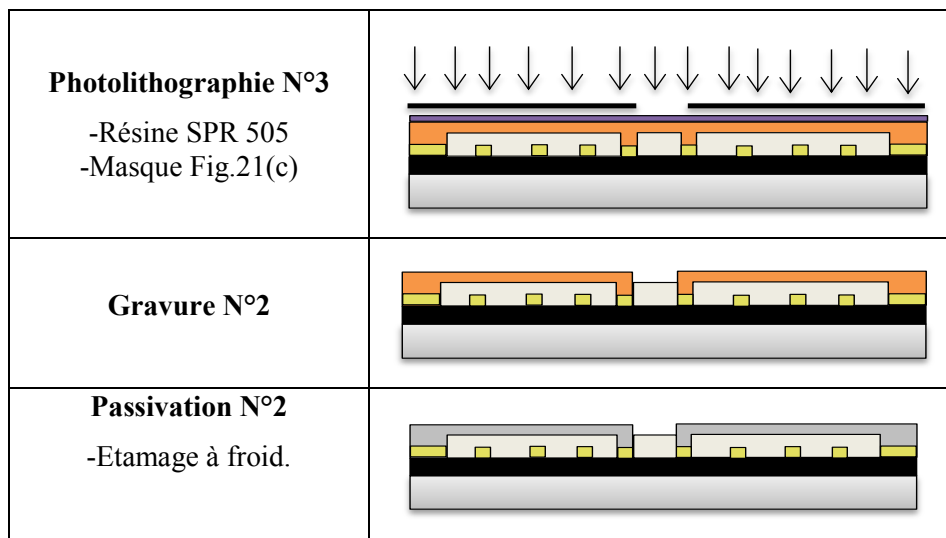 Photolithographie N°3
-Résine SPR 505
-Masque Fig.21(c)
Gravure N°2
Passivation N°2
-Etamage à froid.